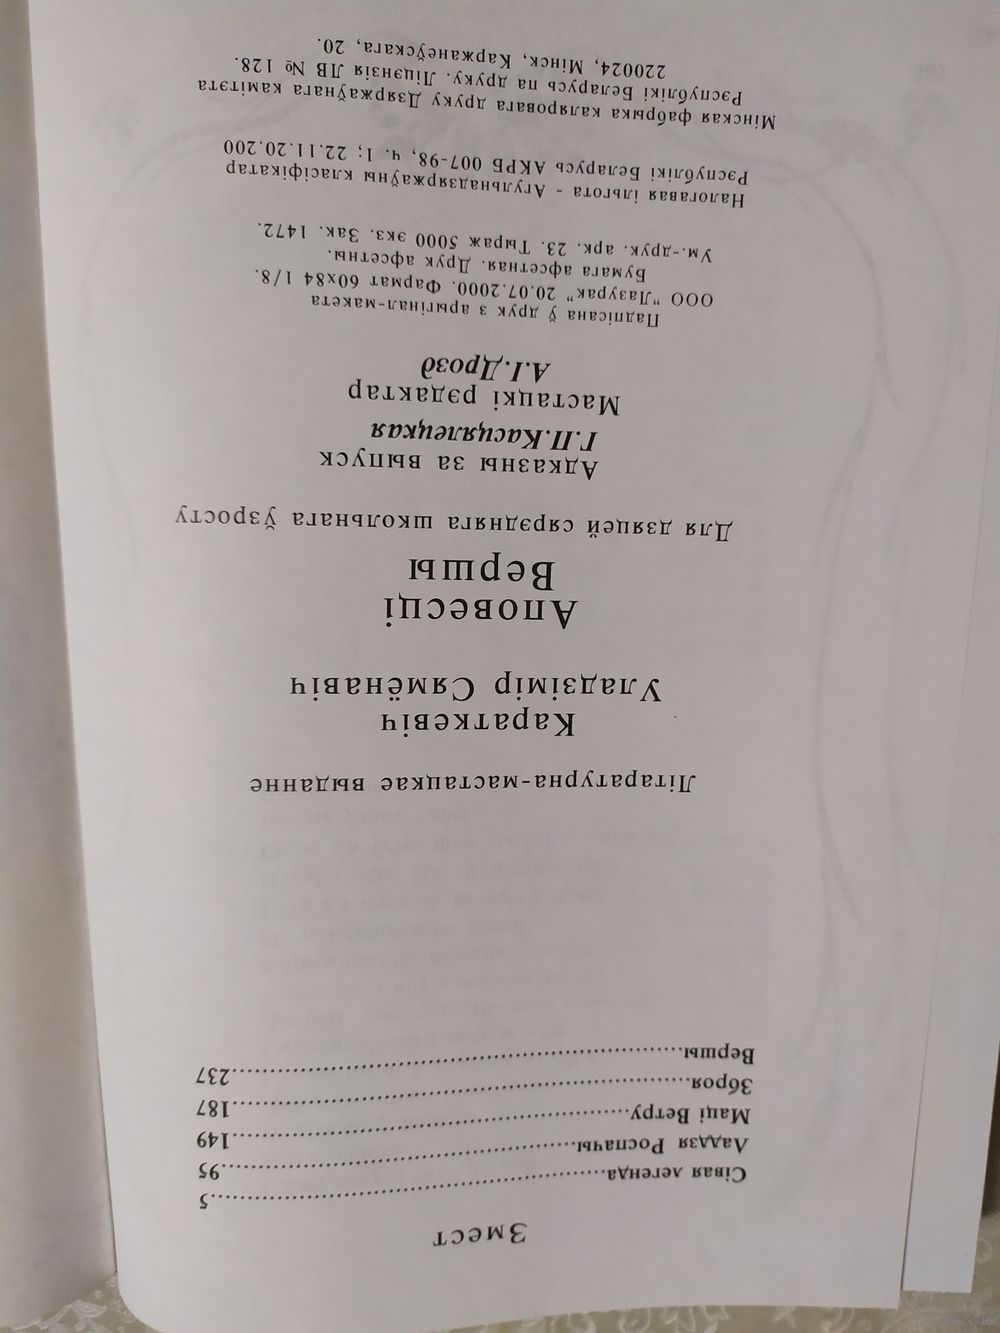 Змест
Сівая легенда.....................................................5
Ладдзя Роспачы.....................................................95
Маці Ветру.....................................................149
Зброя.....................................................187
Вершы.....................................................237
Літаратурна-мастацкае выданне
Караткевіч
Уладзімір Сямёнавіч
Аповесці
Вершы
Для дзяцей сярэдняга школьнага ўзросту
Адказны за выпуск
Г.П.Касцялецкая
Мастацкі рэдактар
А.І.Дрозд
Падпісана ў друк з арыгінал-макета
ООО "Лазурак" 20.07.2000. Фармат 60х84 1/8.
Бумага афсетная. Друк афсетны.
Ум.-друк. арк. 23. Тыраж 5000 экз. Зак. 1472.
Налогавая ільгота - Агульнадзяржаўны класіфікатар
Рэспублікі Беларусь АКРБ 007-98, ч. 1; 22.11.20.200
Мінская фабрыка каляровага друку Дзяржаўнага камітэта
Рэспублікі Беларусь па друку. Ліцэнзія ЛВ № 128.
220024, Мінск, Каржанеўскага, 20.